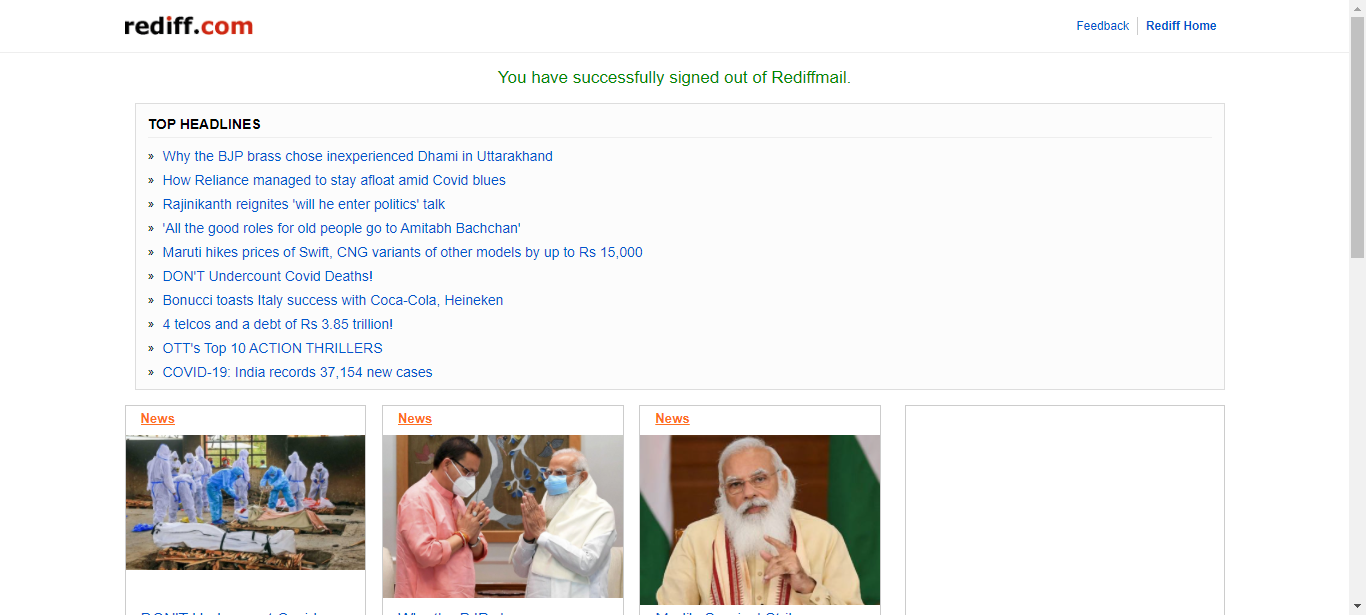 rediff.com
Feedback
Rediff Home
You have successfully signed out of Rediffmail.
TOP HEADLINES
» Why the BJP brass chose inexperienced Dhami in Uttarakhand
» How Reliance managed to stay afloat amid Covid blues
» Rajinikanth reignites 'will he enter politics' talk
» 'All the good roles for old people go to Amitabh Bachchan'
» Maruti hikes prices of Swift, CNG variants of other models by up to Rs 15,000
» DON'T Undercount Covid Deaths!
» Bonucci toasts Italy success with Coca-Cola, Heineken
» 4 telcos and a debt of Rs 3.85 trillion!
» OTT's Top 10 ACTION THRILLERS
» COVID-19: India records 37,154 new cases
News
News
News
DON'T Undercount Covid